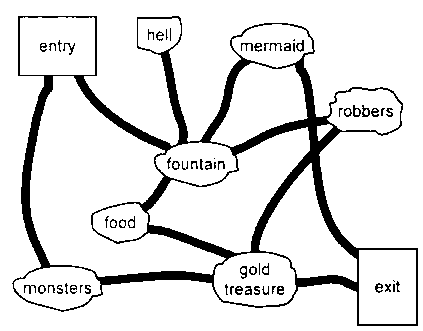 entry
hell
mermaid
robbers
fountain
food
monsters
gold
treasure
exit